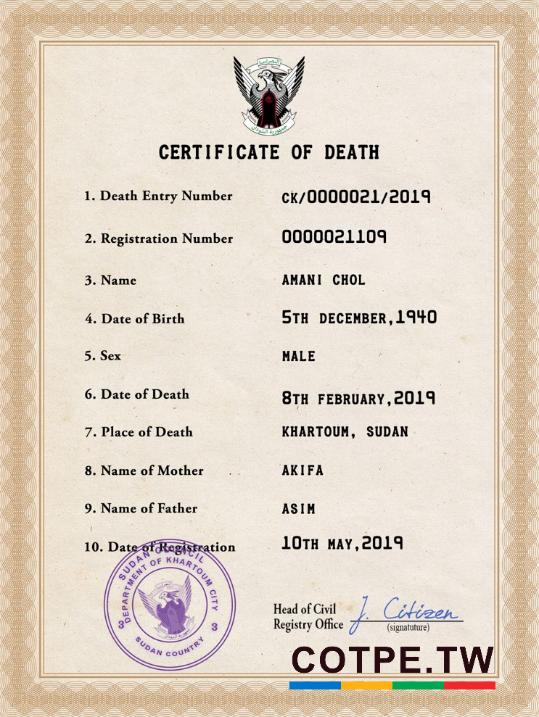 CERTIFICATE OF DEATH
1. Death Entry Number CK/0000021/2019
2. Registration Number 0000021109
3. Name AMANI CHOL
4. Date of Birth 5TH DECEMBER,1940
5. Sex MALE
6. Date of Death 8TH FEBRUARY,2019
7. Place of Death KHARTOUM, SUDAN
8. Name of Mother AKIFA
9. Name of Father ASIM
10. Date of Registration 10TH MAY,2019
SUDAN COUNCIL
DEPARTMENT OF KHARTOUM CITY
3 3
SUDAN COUNTRY
Head of Civil
Registry Office J. Citizen
(signatuture)
COTPE.TW